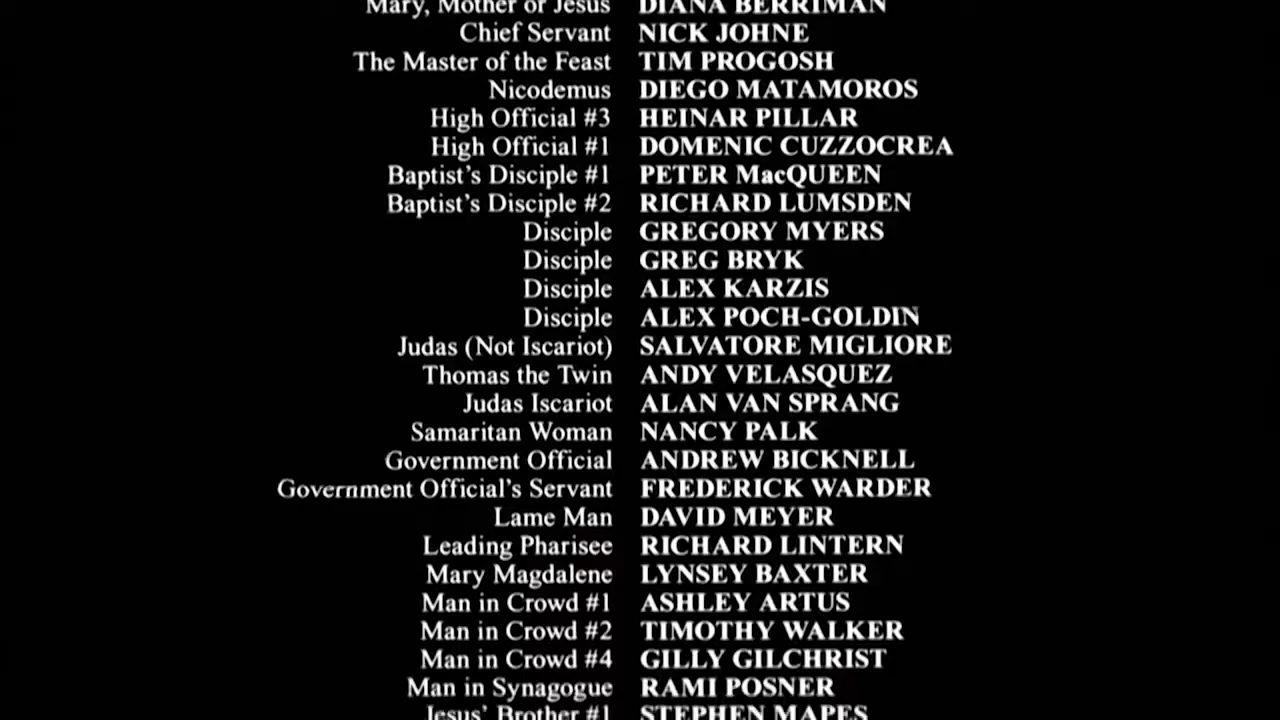 Mary, Mother of Jesus DIANA BERRIMAN
Chief Servant NICK JOHNE
The Master of the Feast TIM PROGOSH
Nicodemus DIEGO MATAMOROS
High Official #3 HEINAR PILLAR
High Official #1 DOMENIC CUZZOCREA
Baptist's Disciple #1 PETER MacQUEEN
Baptist's Disciple #2 RICHARD LUMSDEN
Disciple GREGORY MYERS
Disciple GREG BRYK
Disciple ALEX KARZIS
Disciple ALEX POCH-GOLDIN
Judas (Not Iscariot) SALVATORE MIGLIORE
Thomas the Twin ANDY VELASQUEZ
Judas Iscariot ALAN VAN SPRANG
Samaritan Woman NANCY PALK
Government Official ANDREW BICKNELL
Government Official's Servant FREDERICK WARDER
Lame Man DAVID MEYER
Leading Pharisee RICHARD LINTERN
Mary Magdalene LYNSEY BAXTER
Man in Crowd #1 ASHLEY ARTUS
Man in Crowd #2 TIMOTHY WALKER
Man in Crowd #4 GILLY GILCHRIST
Man in Synagogue RAMI POSNER
Jesus' Brother #1 STEPHEN MAPES